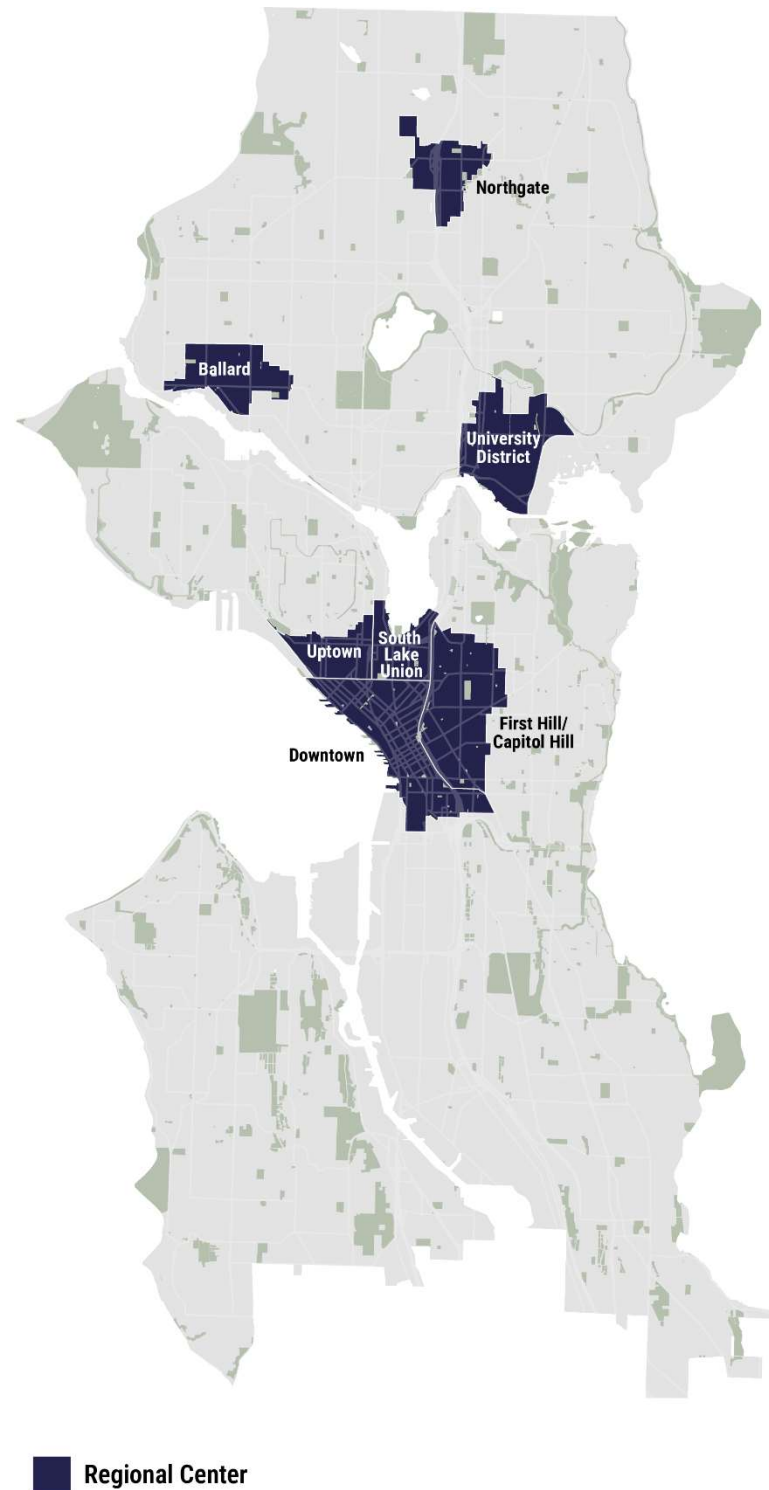 Northgate
Ballard
University
District
Uptown
South
Lake
Union
First Hill/
Capitol Hill
Downtown
Regional Center